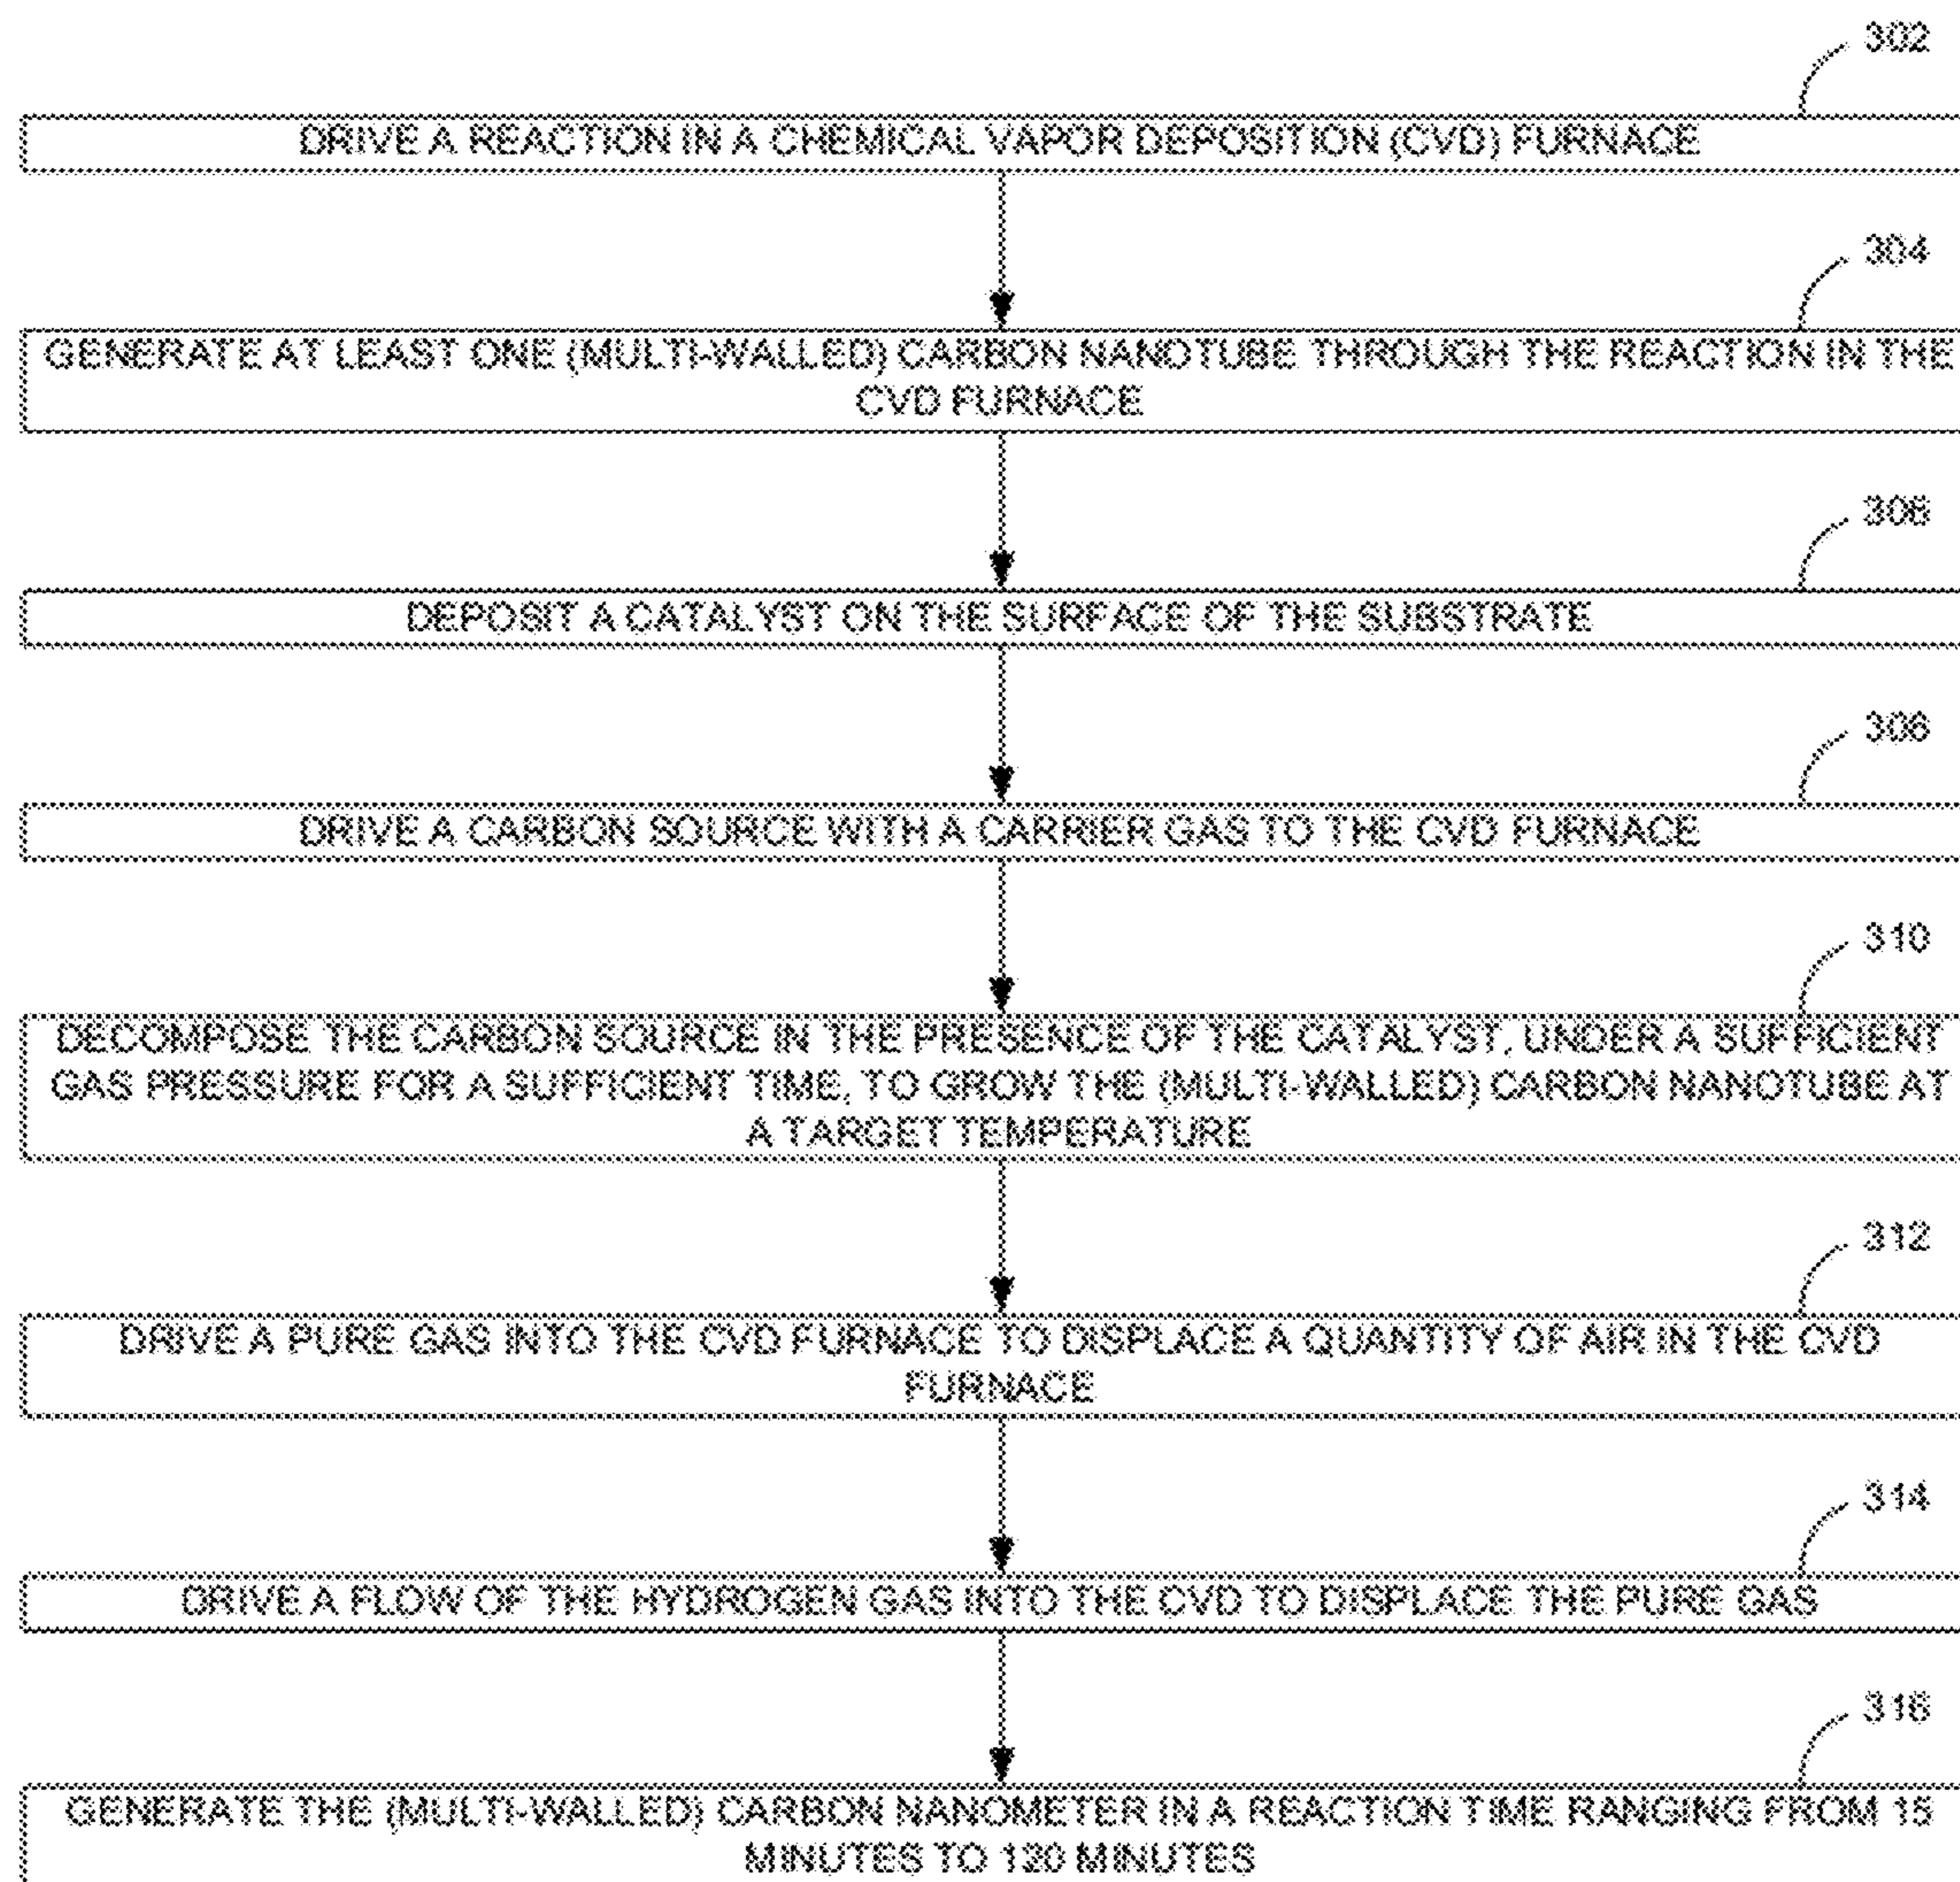 302
DRIVE A REACTION IN A CHEMICAL VAPOR DEPOSITION (CVD) FURNACE
304
GENERATE AT LEAST ONE (MULTI-WALLED) CARBON NANOTUBE THROUGH THE REACTION IN THE
CVD FURNACE
306
DEPOSIT A CATALYST ON THE SURFACE OF THE SUBSTRATE
308
DRIVE A CARBON SOURCE WITH A CARRIER GAS TO THE CVD FURNACE
310
DECOMPOSE THE CARBON SOURCE IN THE PRESENCE OF THE CATALYST, UNDER A SUFFICIENT
GAS PRESSURE FOR A SUFFICIENT TIME, TO GROW THE (MULTI-WALLED) CARBON NANOTUBE AT
A TARGET TEMPERATURE
312
DRIVE A PURE GAS INTO THE CVD FURNACE TO DISPLACE A QUANTITY OF AIR IN THE CVD
FURNACE
314
DRIVE A FLOW OF THE HYDROGEN GAS INTO THE CVD TO DISPLACE THE PURE GAS
316
GENERATE THE (MULTI-WALLED) CARBON NANOMETER IN A REACTION TIME RANGING FROM 15
MINUTES TO 120 MINUTES